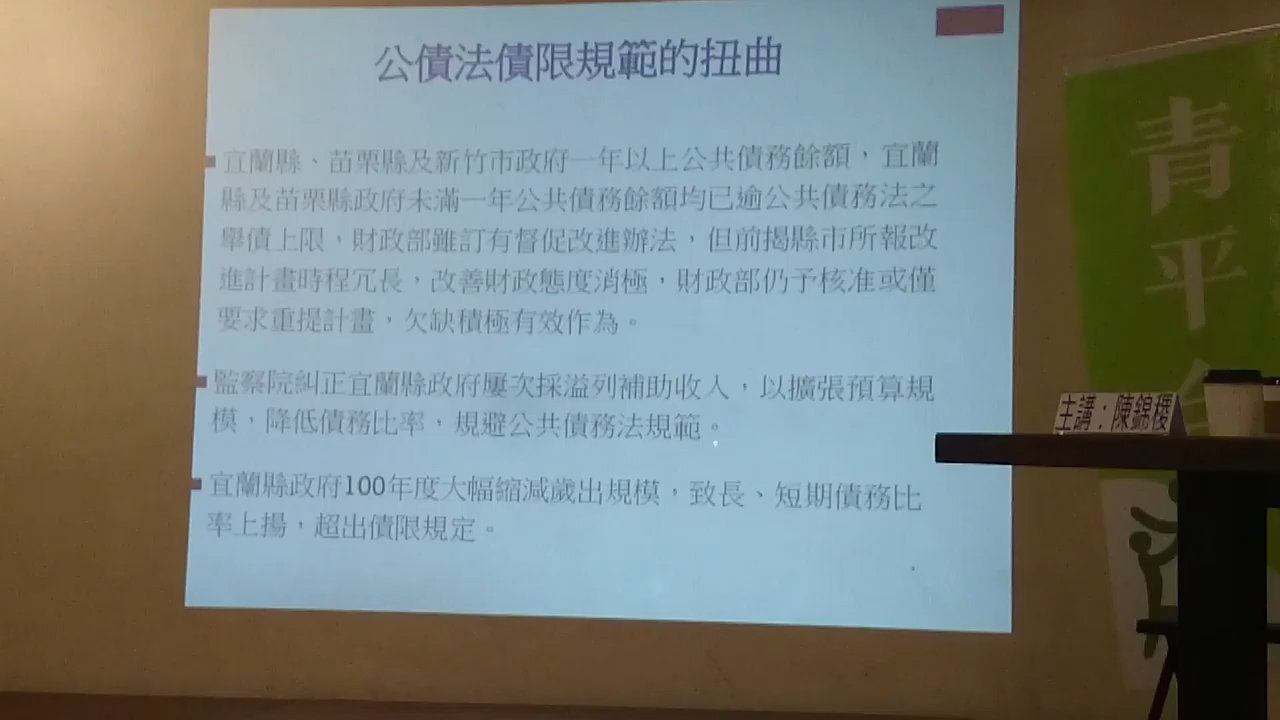 公債法債限規範的扭曲
宜蘭縣、苗栗縣及新竹市政府一年以上公共債務餘額，宜蘭
縣及苗栗縣政府未滿一年公共債務餘額均已逾公共債務法之
舉債上限，財政部雖訂有督促改進辦法，但前揭縣市所報改
進計畫時程冗長，改善財政態度消極，財政部仍予核准或僅
要求重提計畫，欠缺積極有效作為。
監察院糾正宜蘭縣政府屢次採溢列補助收入，以擴張預算規
模，降低債務比率，規避公共債務法規範。
宜蘭縣政府100年度大幅縮減歲出規模，致長、短期債務比
率上揚，超出債限規定。
青平
主講：陳錦稷